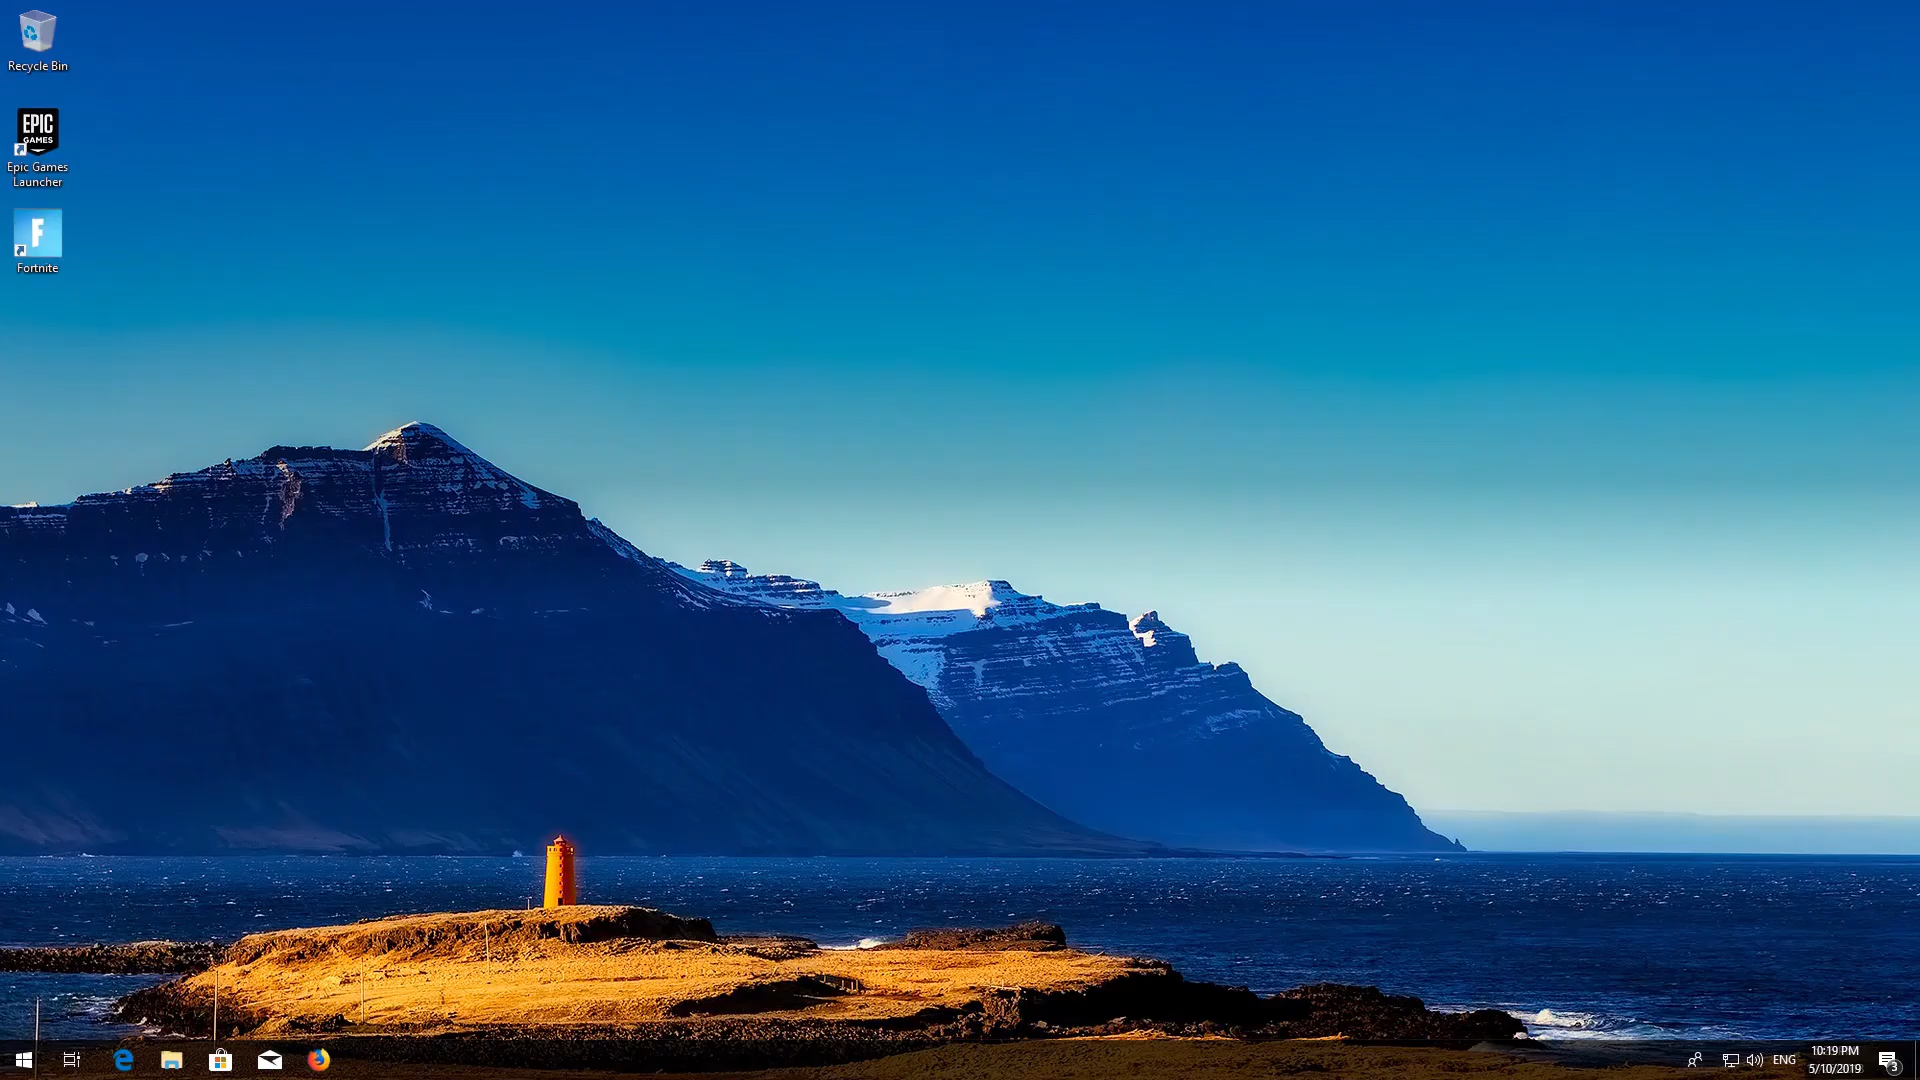 Recycle Bin
EPIC
GAMES
Epic Games
Launcher
F
Fortnite
ENG
10:19 PM
5/10/2019
3